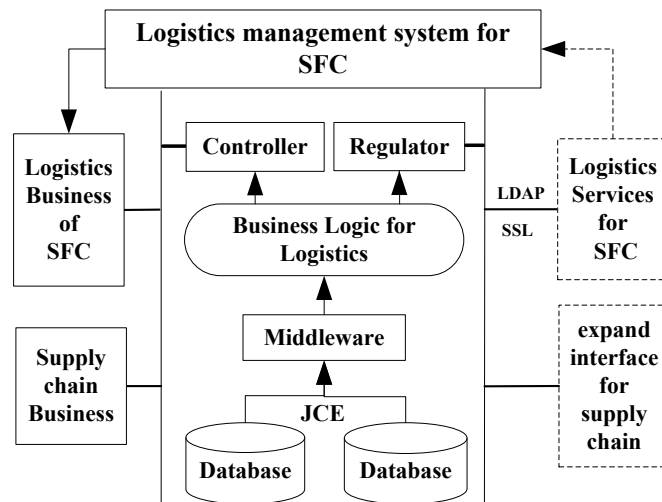 Logistics management system for
SFC
Controller
Regulator
Logistics
Business
of
SFC
LDAP
SSL
Logistics
Services
for
SFC
Business Logic for
Logistics
Middleware
Supply
chain
Business
expand
interface
for
supply
chain
JCE
Database
Database